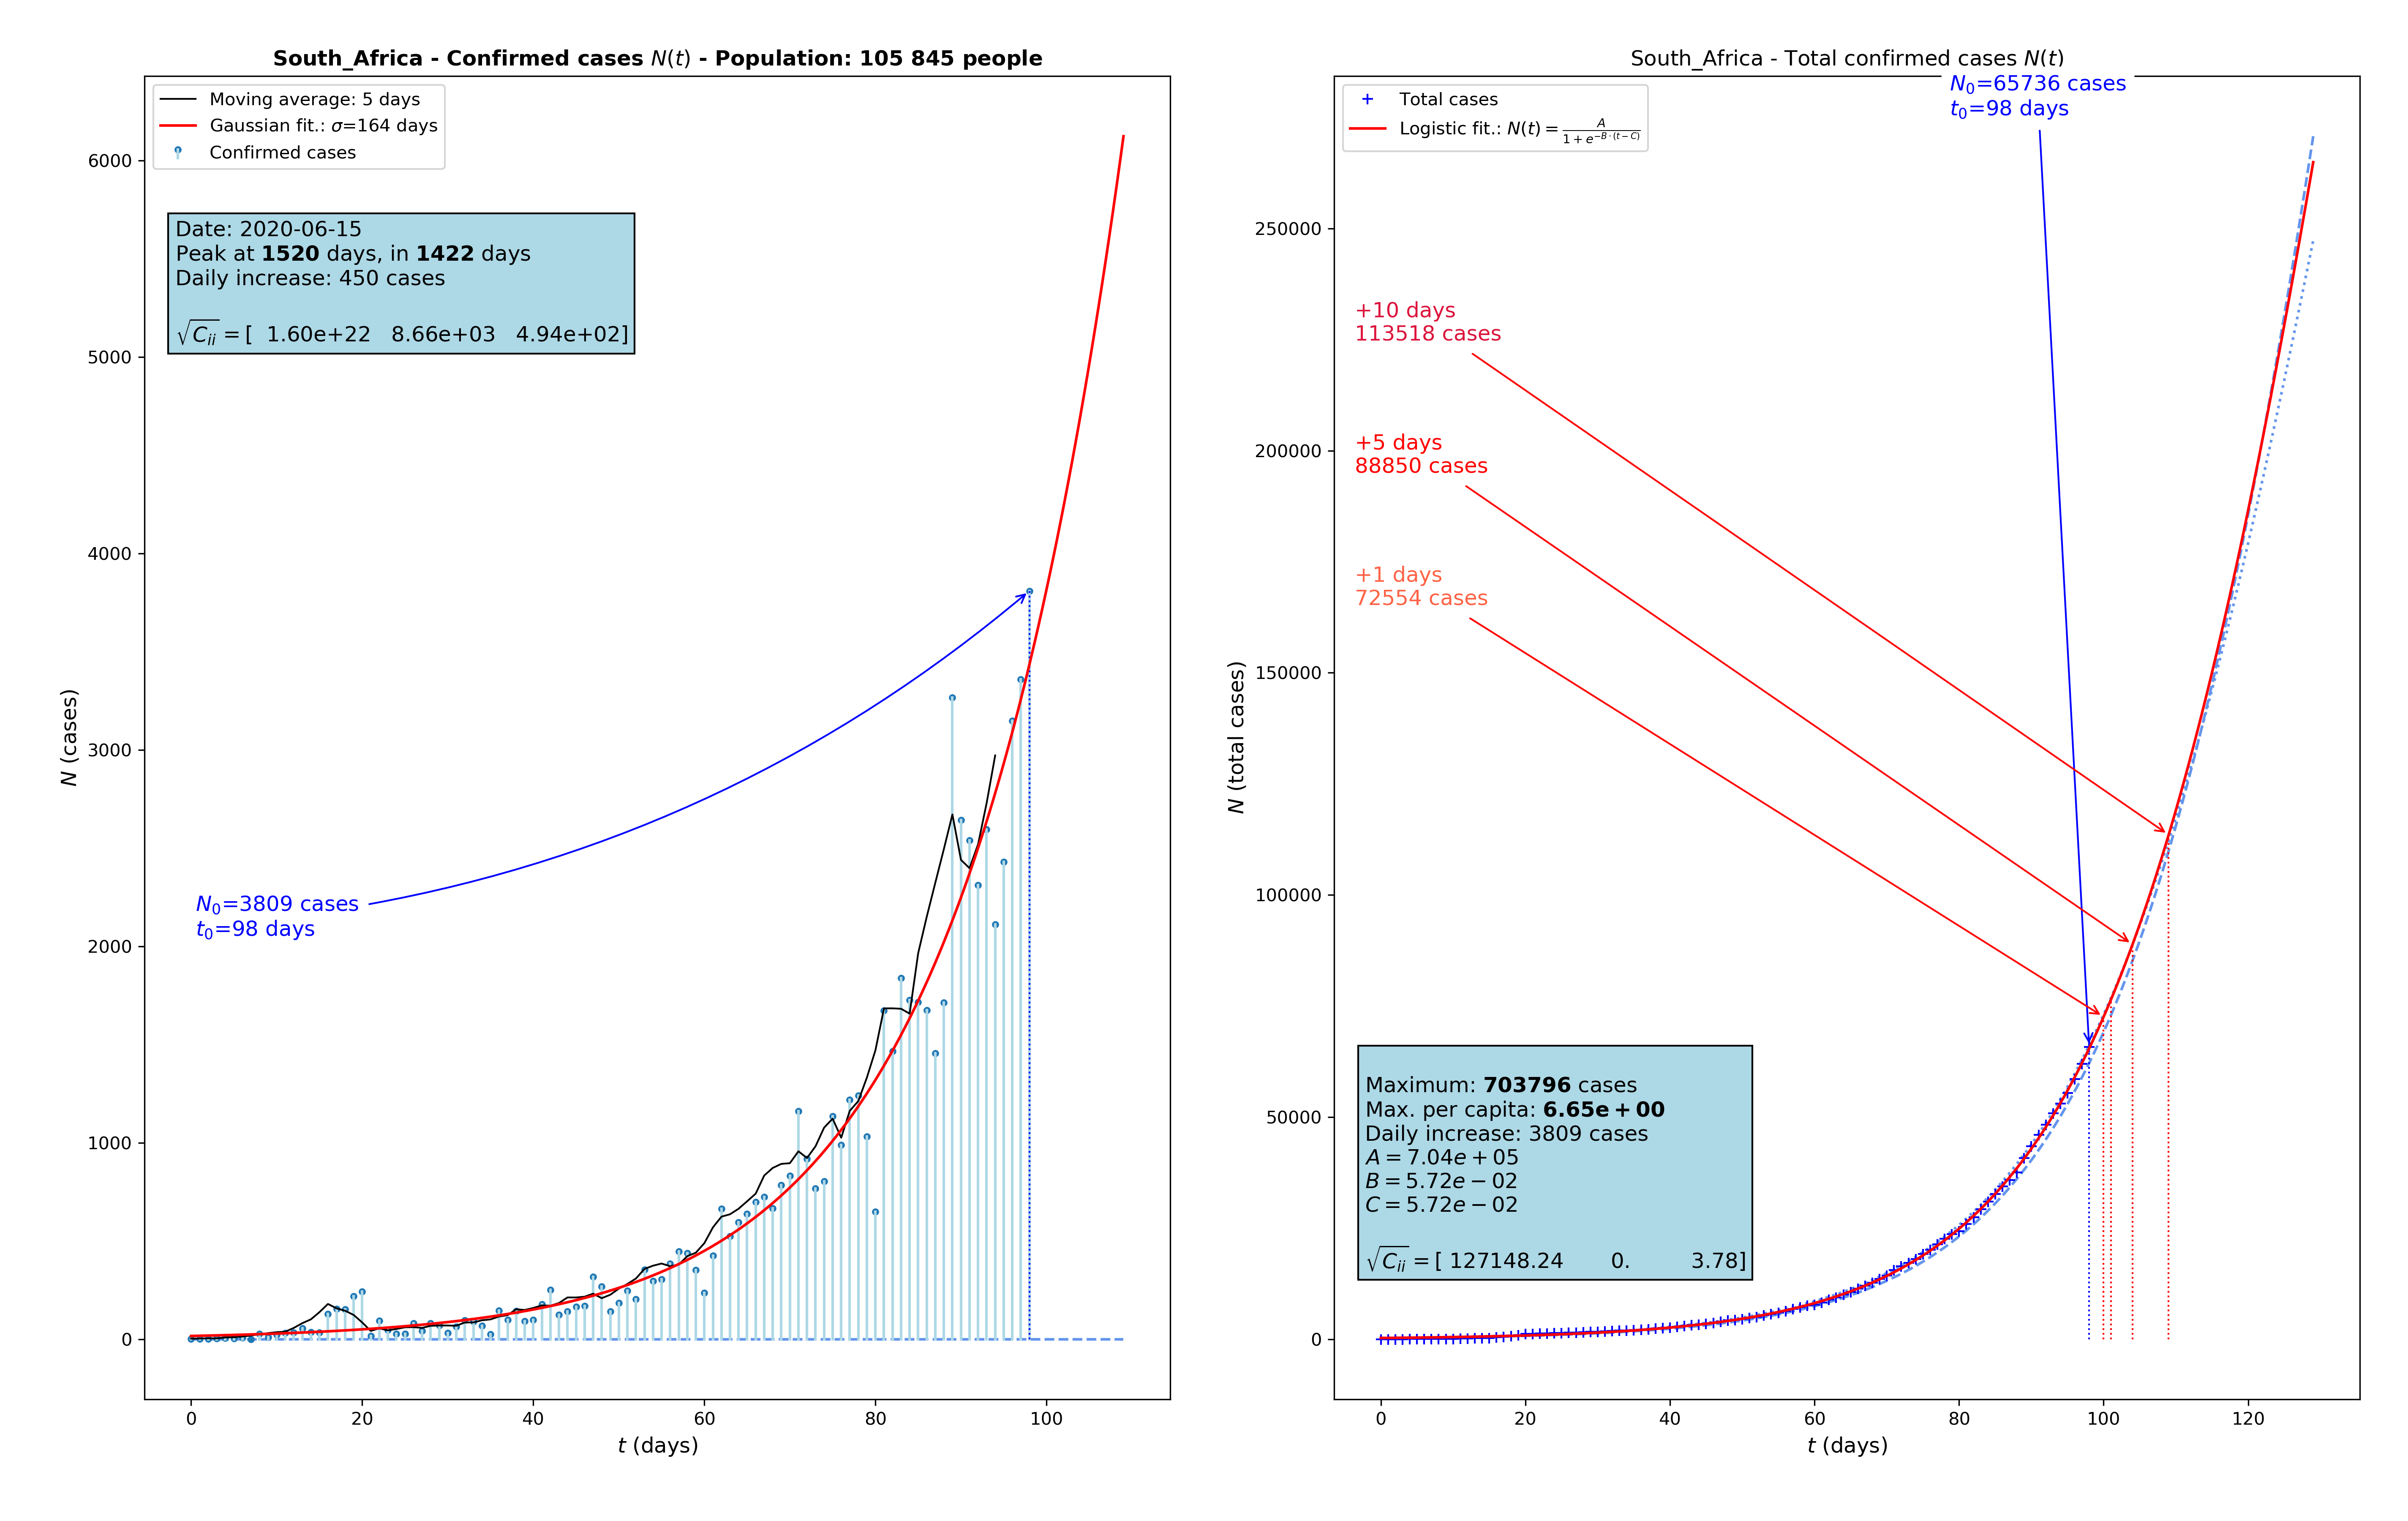 South_Africa - Confirmed cases N(t) - Population: 105 845 people
Moving average: 5 days
Gaussian fit.: σ=164 days
Confirmed cases
Date: 2020-06-15
Peak at 1520 days, in 1422 days
Daily increase: 450 cases
√C_ii = [ 1.60e+22 8.66e+03 4.94e+02]
N_0=3809 cases
t_0=98 days
N (cases)
6000
5000
4000
3000
2000
1000
0
0 20 40 60 80 100
t (days)
South_Africa - Total confirmed cases N(t)
N_0=65736 cases
t_0=98 days
Total cases
Logistic fit.: N(t) = A / (1 + e^{-B·(t-C)})
+10 days
113518 cases
+5 days
88850 cases
+1 days
72554 cases
Maximum: 703796 cases
Max. per capita: 6.65e + 00
Daily increase: 3809 cases
A = 7.04e + 05
B = 5.72e − 02
C = 5.72e − 02
√C_ii = [ 127148.24 0. 3.78]
N (total cases)
250000
200000
150000
100000
50000
0
0 20 40 60 80 100 120
t (days)